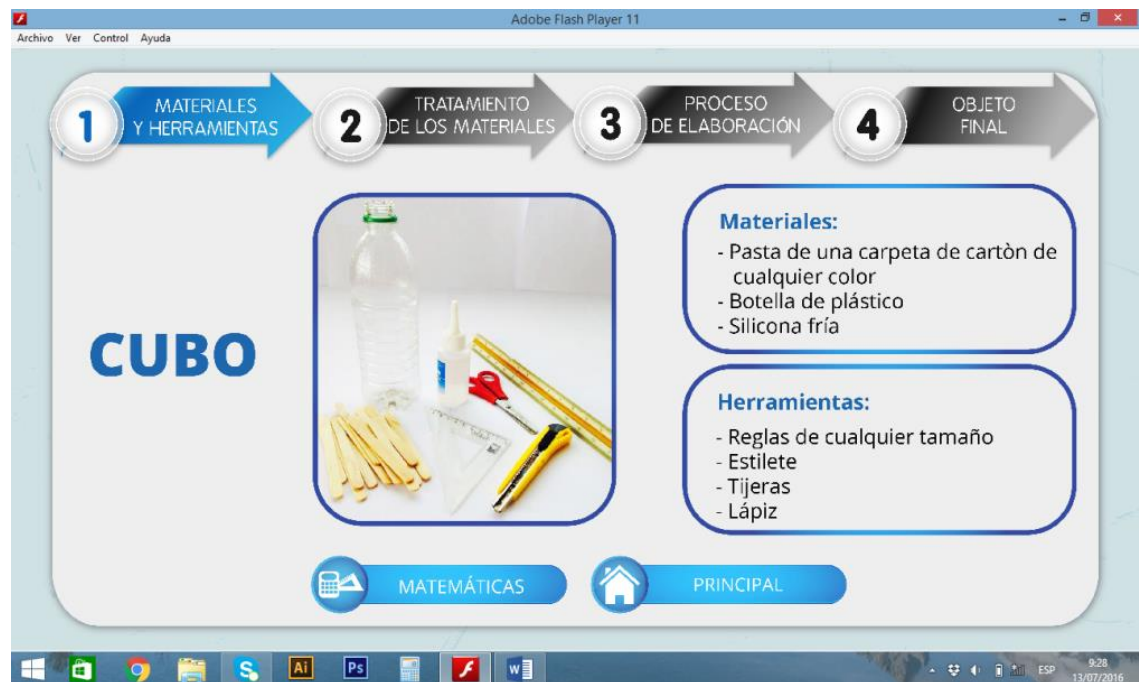 Adobe Flash Player 11
Archivo Ver Control Ayuda
1 MATERIALES
Y HERRAMIENTAS
2 TRATAMIENTO
DE LOS MATERIALES
3 PROCESO
DE ELABORACIÓN
4 OBJETO
FINAL
CUBO
Materiales:
- Pasta de una carpeta de cartòn de
cualquier color
- Botella de plástico
- Silicona fría
Herramientas:
- Reglas de cualquier tamaño
- Estilete
- Tijeras
- Lápiz
MATEMÁTICAS
PRINCIPAL
Ai
Ps
ESP
9:28
13/07/2016